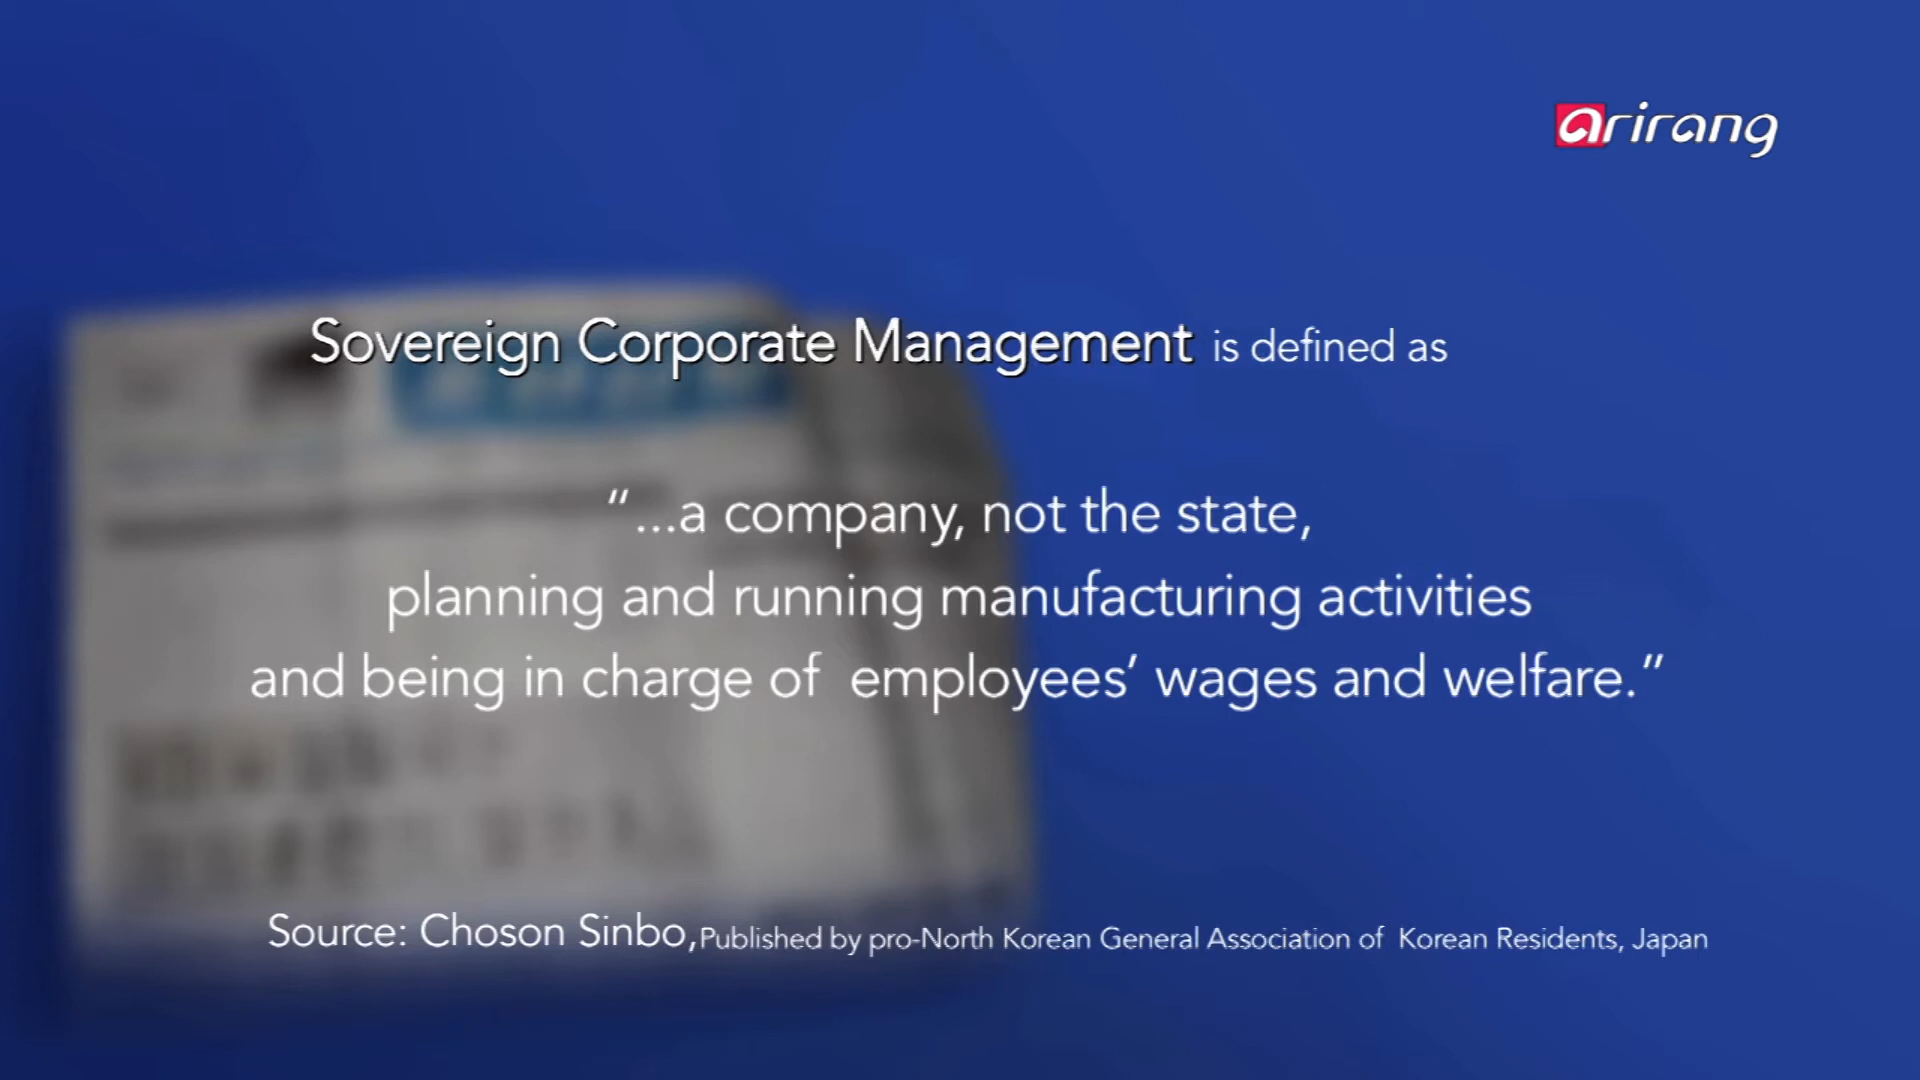 arirang
Sovereign Corporate Management is defined as
“...a company, not the state,
planning and running manufacturing activities
and being in charge of employees’ wages and welfare.”
Source: Choson Sinbo, Published by pro-North Korean General Association of Korean Residents, Japan